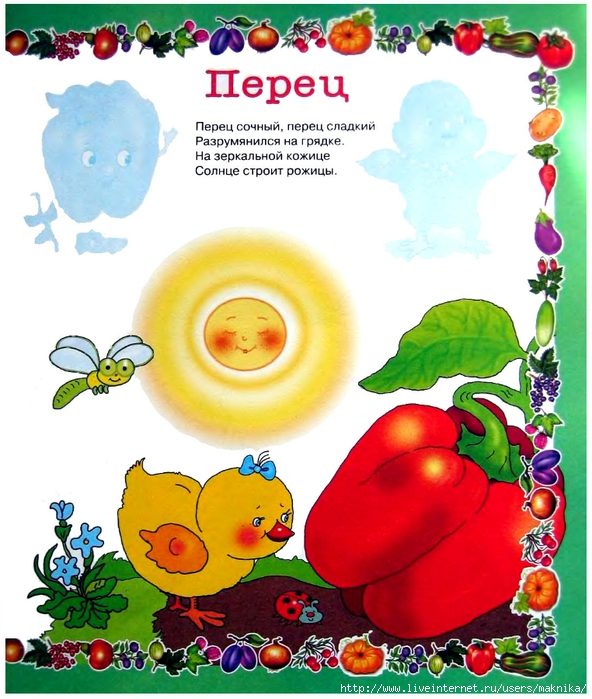 Перец
Перец сочный, перец сладкий
Разрумянился на грядке.
На зеркальной кожице
Солнце строит рожицы.
http://www.liveinternet.ru/users/maknika/